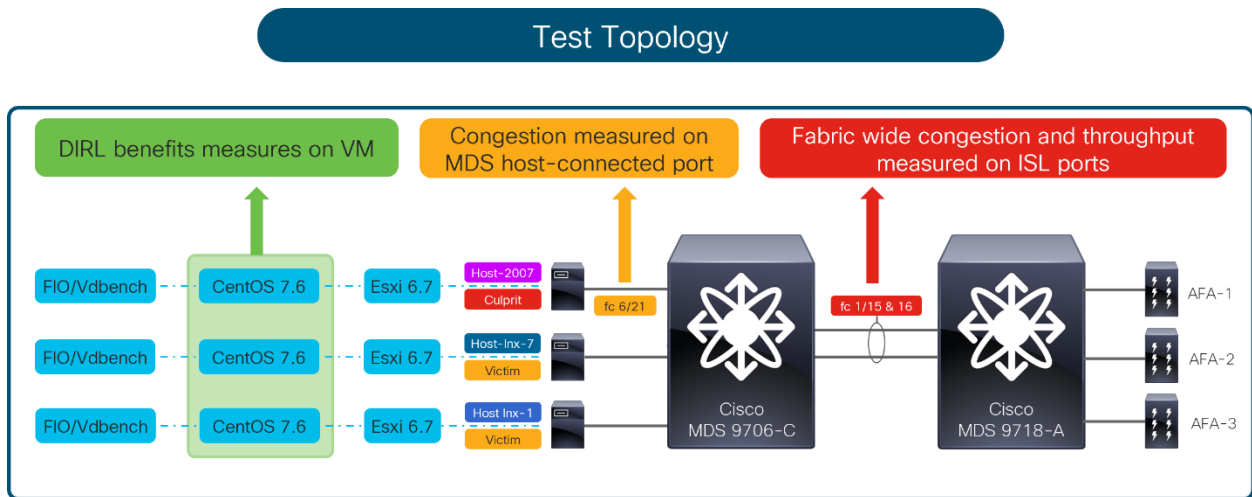 Test Topology
DIRL benefits measures on VM
Congestion measured on
MDS host-connected port
Fabric wide congestion and throughput
measured on ISL ports
FIO/Vdbench
CentOS 7.6
Esxi 6.7
Host-2007
Culprit
fc 6/21
fc 1/15 & 16
AFA-1
FIO/Vdbench
CentOS 7.6
Esxi 6.7
Host-lnx-7
Victim
AFA-2
FIO/Vdbench
CentOS 7.6
Esxi 6.7
Host lnx-1
Victim
Cisco
MDS 9706-C
Cisco
MDS 9718-A
AFA-3